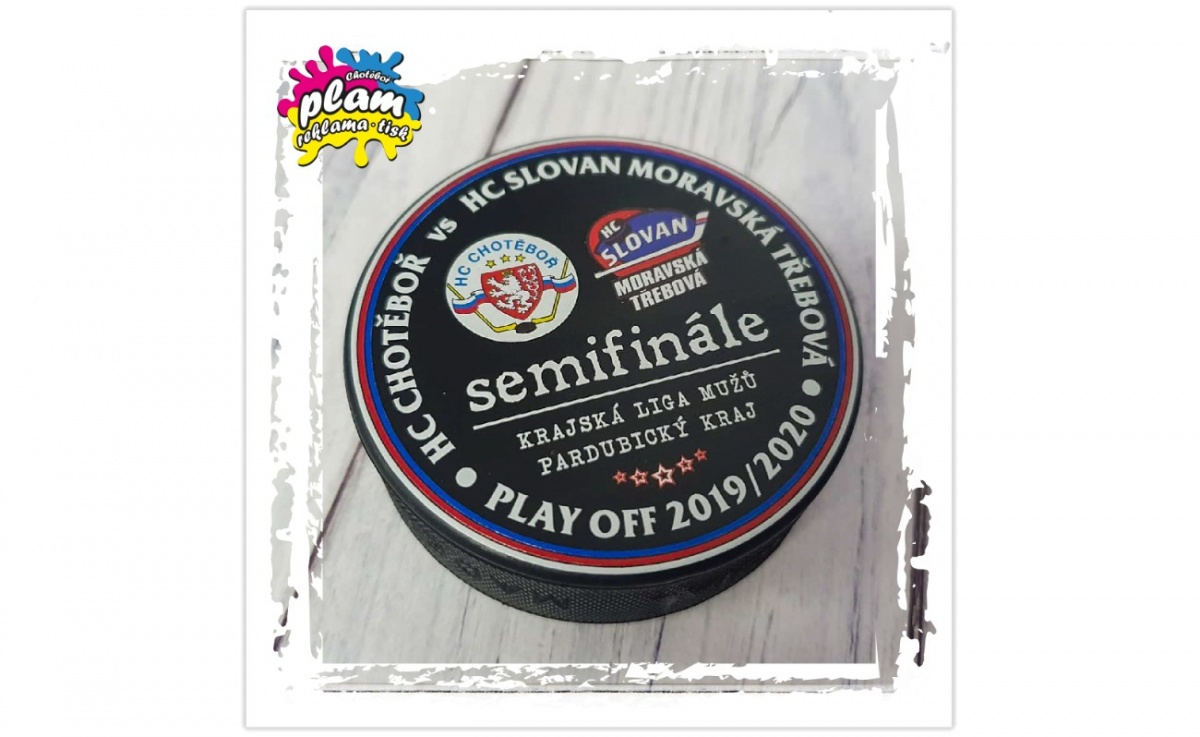 Chotěboř
plam
reklama • tisk
HC CHOTĚBOŘ vs HC SLOVAN MORAVSKÁ TŘEBOVÁ
HC CHOTĚBOŘ
HC
SLOVAN
MORAVSKÁ
TŘEBOVÁ
semifinále
KRAJSKÁ LIGA MUŽŮ
PARDUBICKÝ KRAJ
PLAY OFF 2019/2020